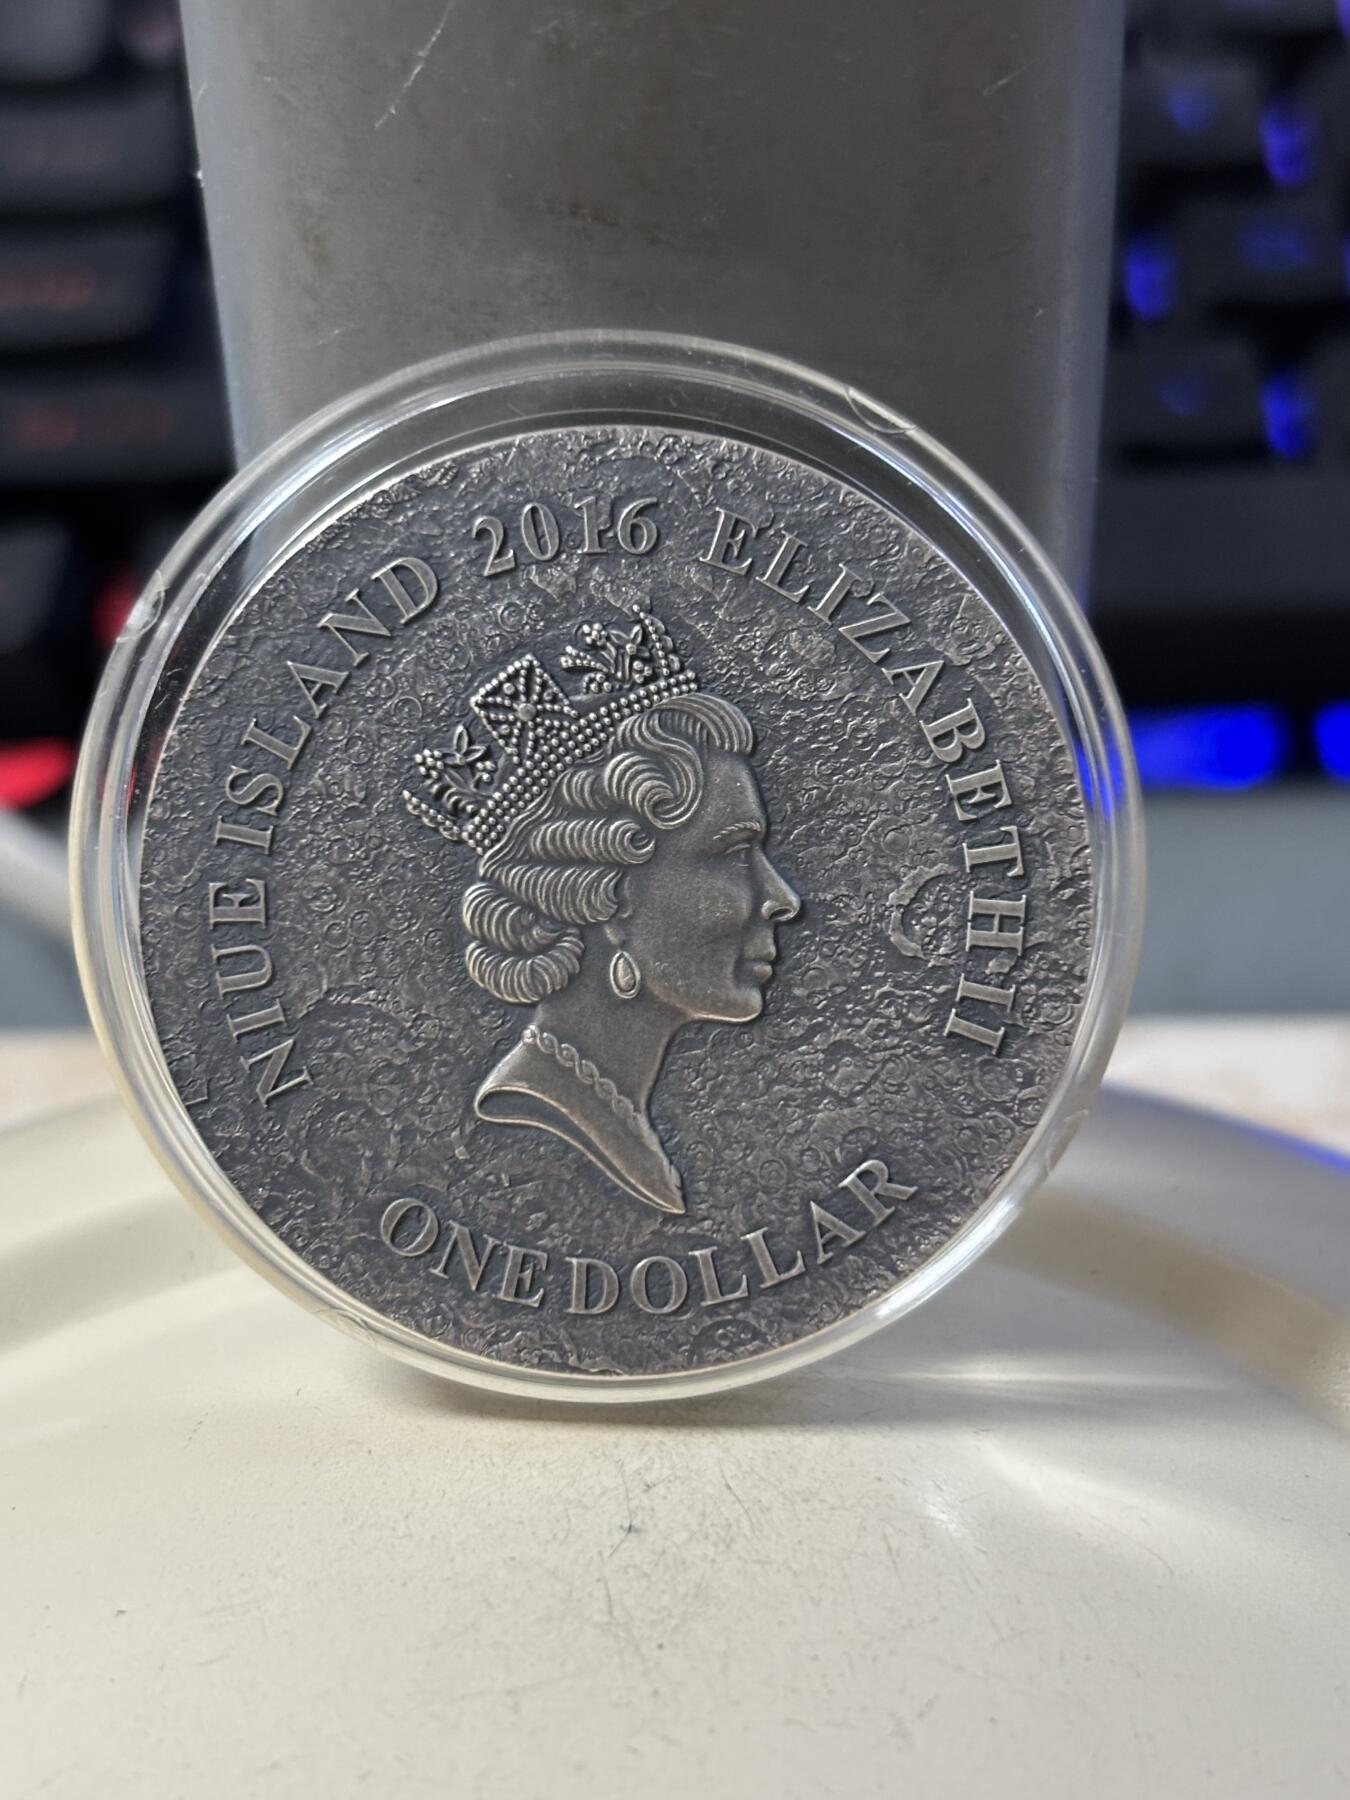 NIUE ISLAND 2016 ELIZABETH II
ONE DOLLAR